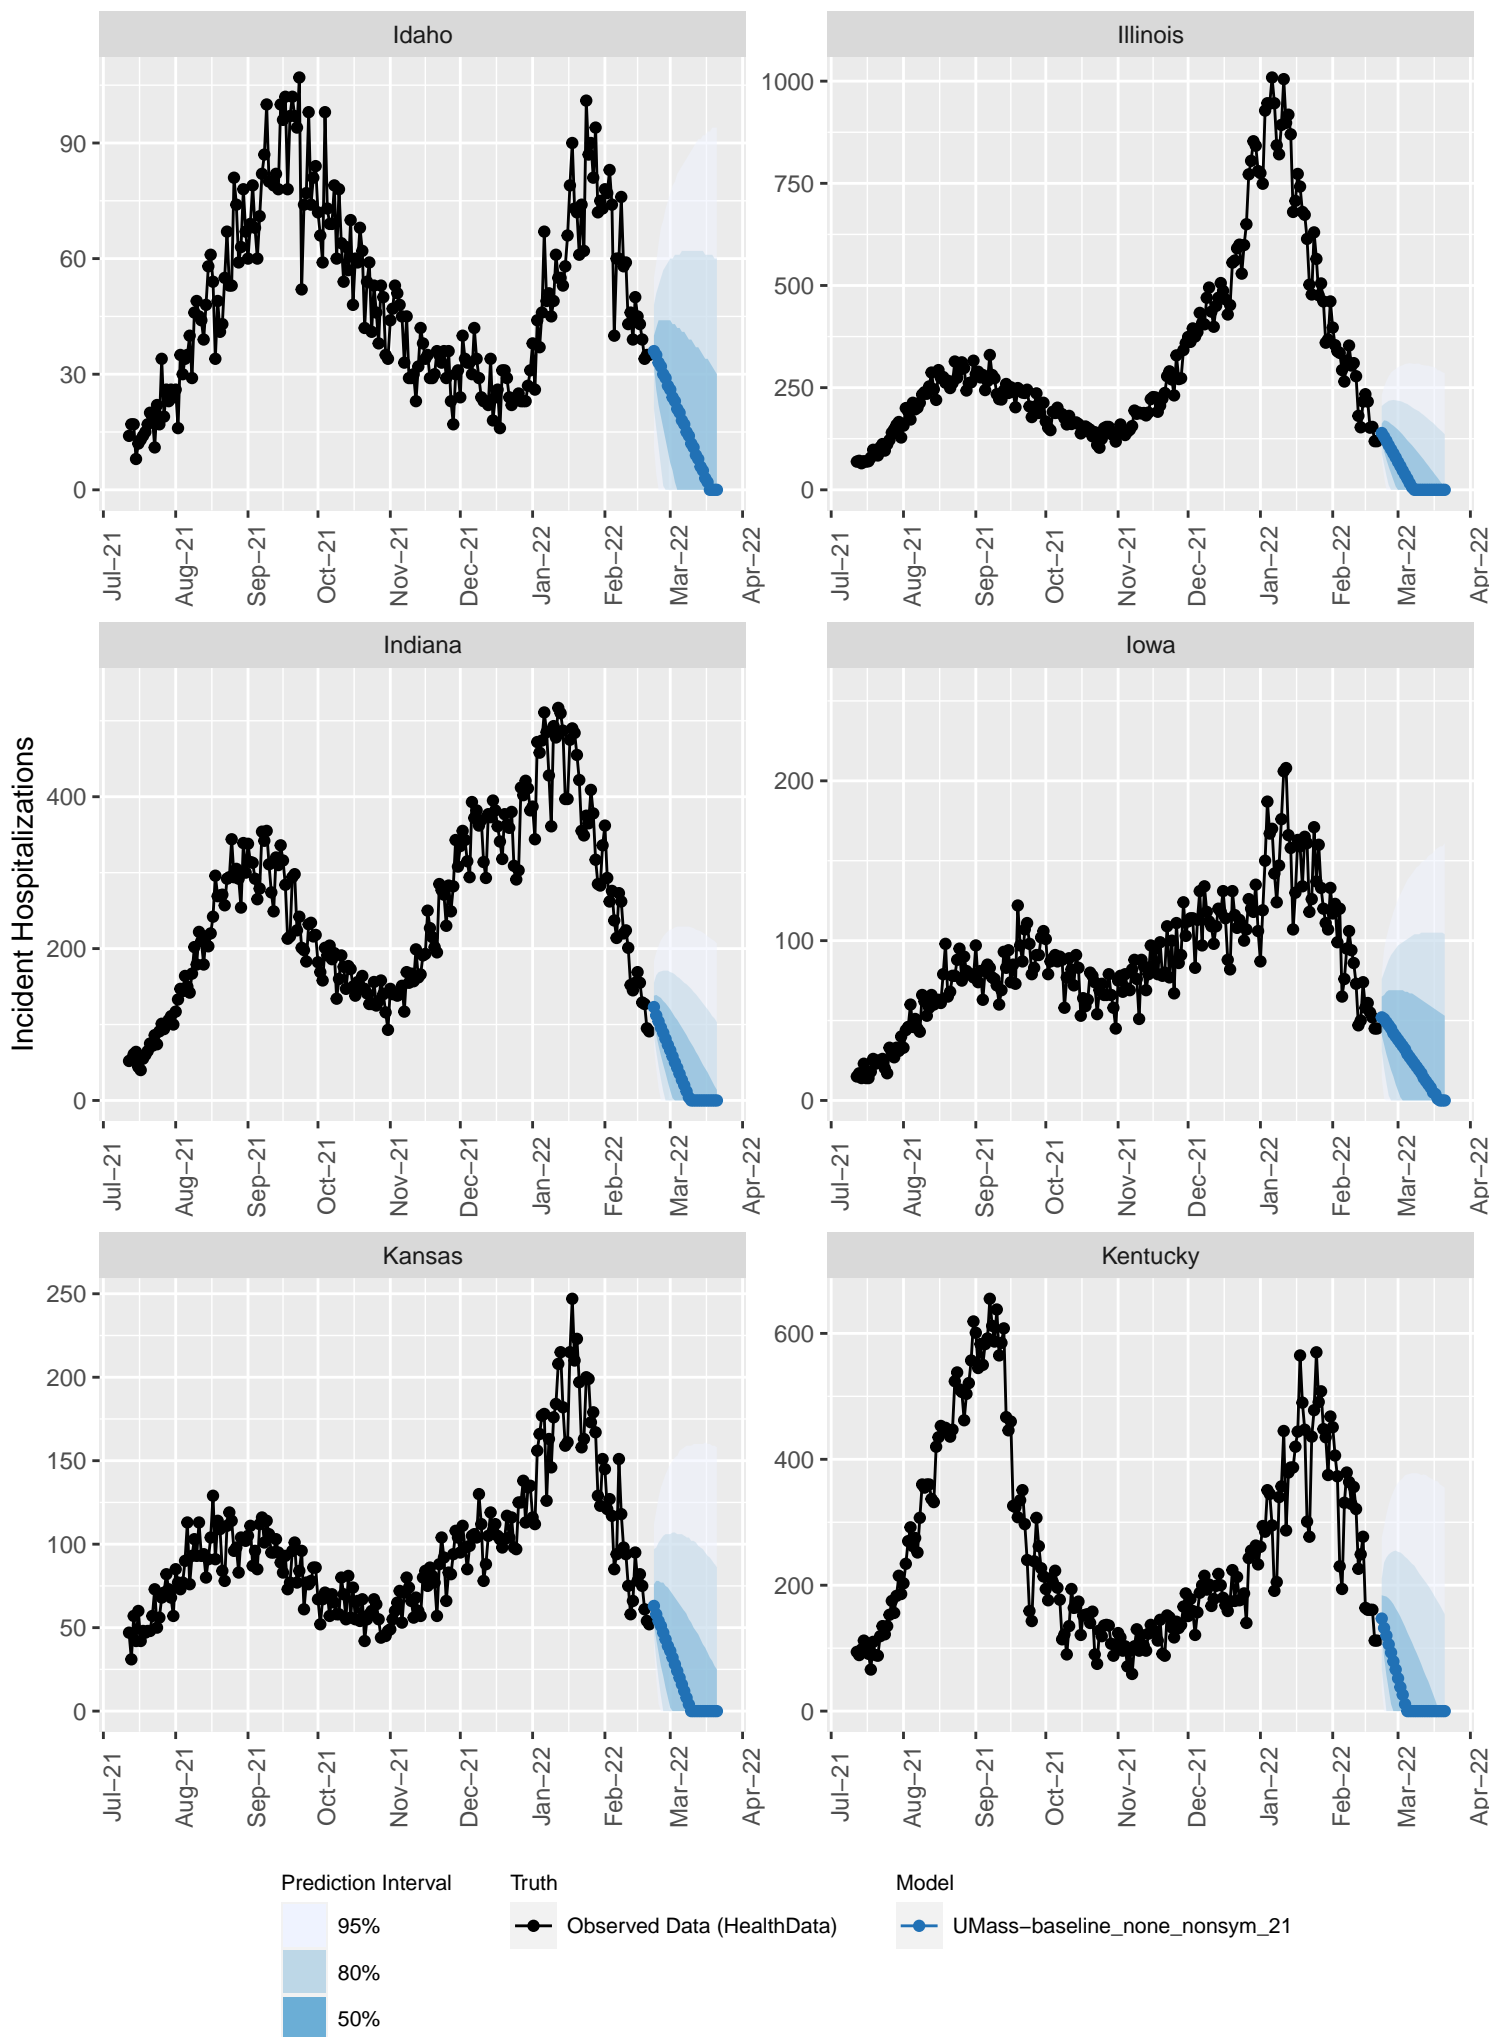 Idaho
Illinois
90
60
30
0
1000
750
500
250
0
Jul−21
Aug−21
Sep−21
Oct−21
Nov−21
Dec−21
Jan−22
Feb−22
Mar−22
Apr−22
Jul−21
Aug−21
Sep−21
Oct−21
Nov−21
Dec−21
Jan−22
Feb−22
Mar−22
Apr−22
Indiana
Iowa
Incident Hospitalizations
400
200
0
200
100
0
Jul−21
Aug−21
Sep−21
Oct−21
Nov−21
Dec−21
Jan−22
Feb−22
Mar−22
Apr−22
Jul−21
Aug−21
Sep−21
Oct−21
Nov−21
Dec−21
Jan−22
Feb−22
Mar−22
Apr−22
Kansas
Kentucky
250
200
150
100
50
0
600
400
200
0
Jul−21
Aug−21
Sep−21
Oct−21
Nov−21
Dec−21
Jan−22
Feb−22
Mar−22
Apr−22
Jul−21
Aug−21
Sep−21
Oct−21
Nov−21
Dec−21
Jan−22
Feb−22
Mar−22
Apr−22
Prediction Interval
95%
80%
50%
Truth
Observed Data (HealthData)
Model
UMass−baseline_none_nonsym_21